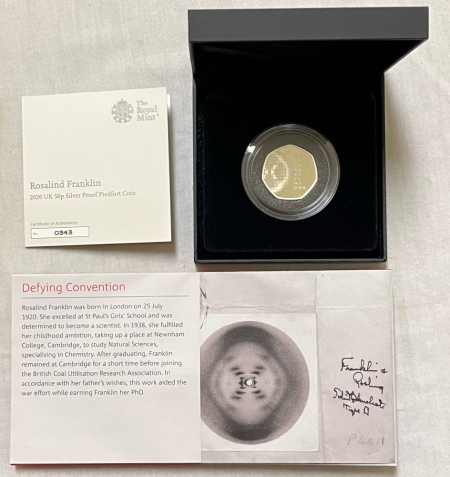 The
Royal
Mint®
Rosalind Franklin
2020 UK 50p Silver Proof Piedfort Coin
Certificate of Authenticity
No 0343
Defying Convention
Rosalind Franklin was born in London on 25 July
1920. She excelled at St Paul's Girls' School and was
determined to become a scientist. In 1938, she fulfilled
her childhood ambition, taking up a place at Newnham
College, Cambridge, to study Natural Sciences,
specialising in Chemistry. After graduating, Franklin
remained at Cambridge for a short time before joining
the British Coal Utilisation Research Association. In
accordance with her father's wishes, this work aided the
war effort while earning Franklin her PhD.
Franklin &
Gosling
Type B
Plate 1